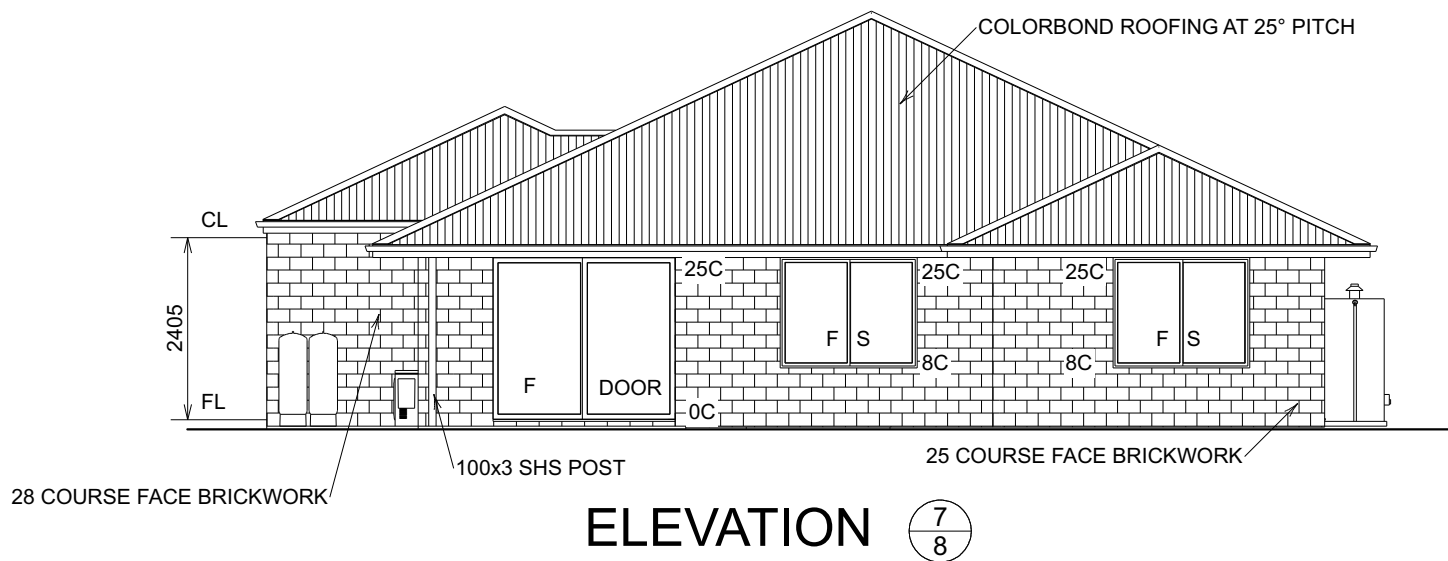 COLORBOND ROOFING AT 25° PITCH
CL
2405
FL
25C
25C
25C
F S
F S
8C
8C
F
DOOR
0C
100x3 SHS POST
25 COURSE FACE BRICKWORK
28 COURSE FACE BRICKWORK
ELEVATION
7
8